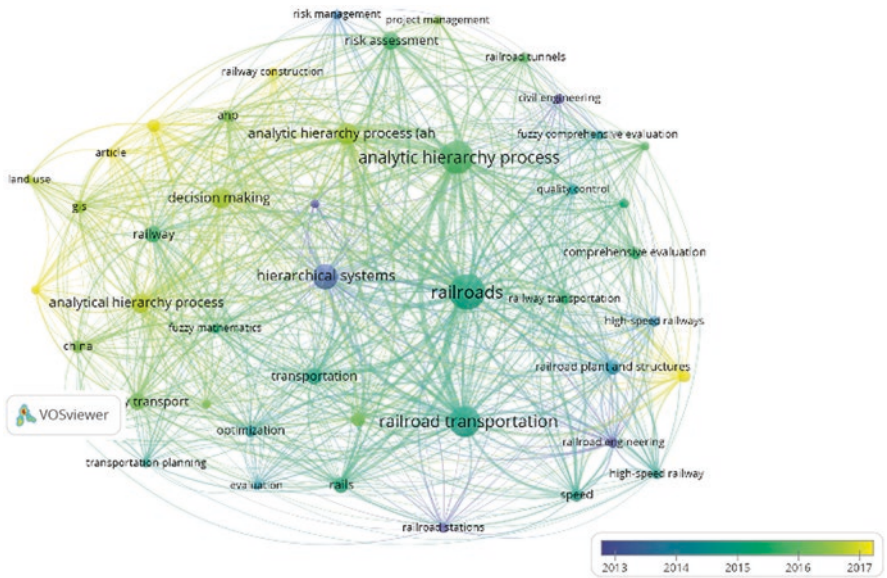 risk management
project management
risk assessment
railroad tunnels
railway construction
civil engineering
ahp
analytic hierarchy process (ah
fuzzy comprehensive evaluation
article
analytic hierarchy process
land use
decision making
quality control
gis
railway
comprehensive evaluation
hierarchical systems
railroads
analytical hierarchy process
railway transportation
high-speed railways
fuzzy mathematics
china
railroad plant and structures
transportation
y transport
VOSviewer
railroad transportation
optimization
railroad engineering
transportation planning
high-speed railway
evaluation
rails
speed
railroad stations
2013 2014 2015 2016 2017